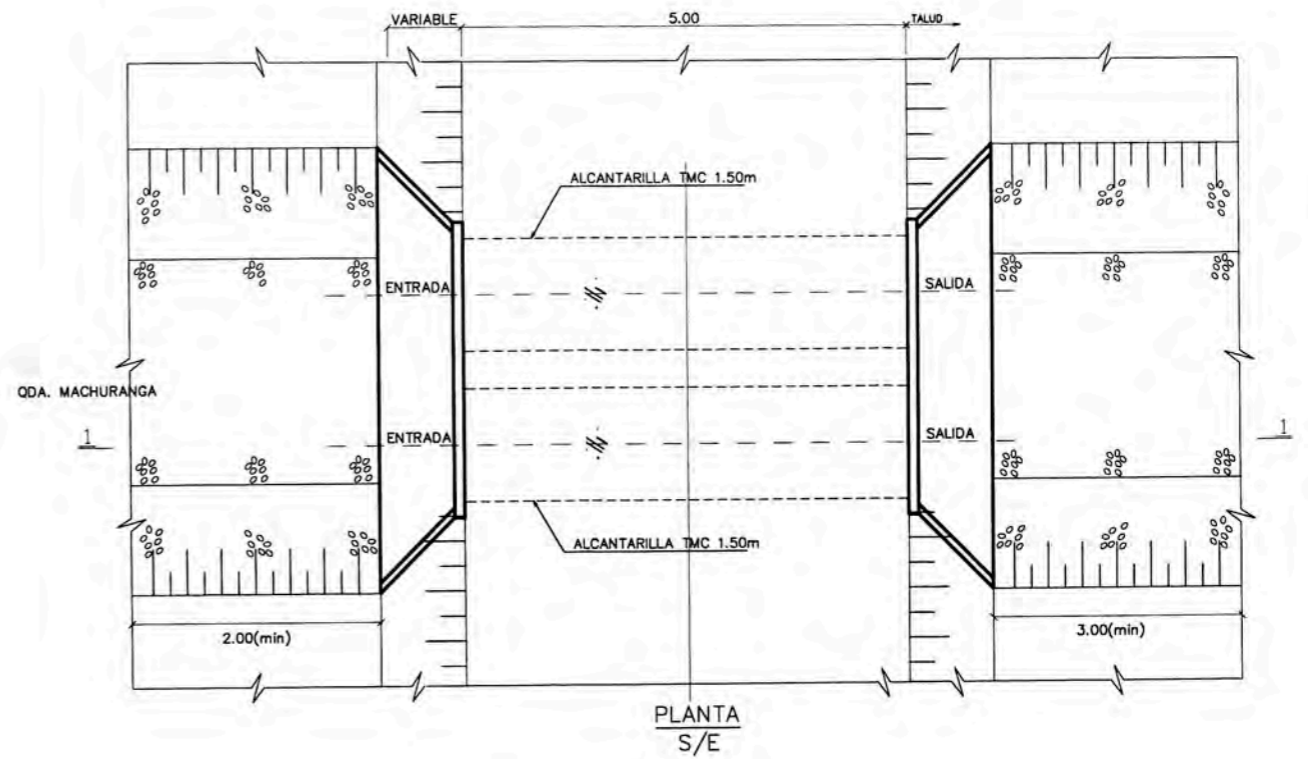 VARIABLE 5.00 TALUD
ALCANTARILLA TMC 1.50m
ENTRADA SALIDA
QDA. MACHURANGA
1 ENTRADA SALIDA 1
ALCANTARILLA TMC 1.50m
2.00(min) 3.00(min)
PLANTA
S/E